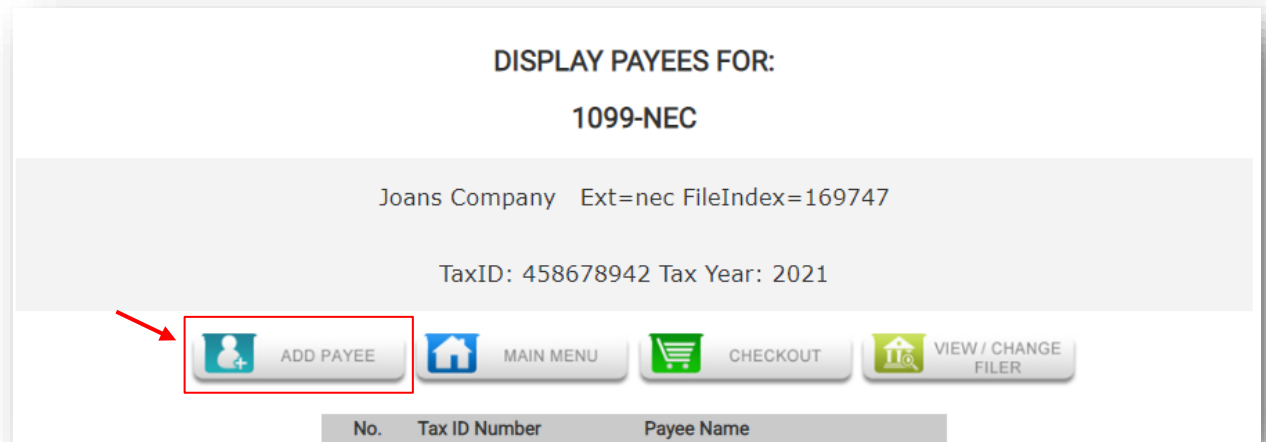 DISPLAY PAYEES FOR:
1099-NEC
Joans Company Ext=nec FileIndex=169747
TaxID: 458678942 Tax Year: 2021
ADD PAYEE
MAIN MENU
CHECKOUT
VIEW / CHANGE
FILER
No. Tax ID Number Payee Name